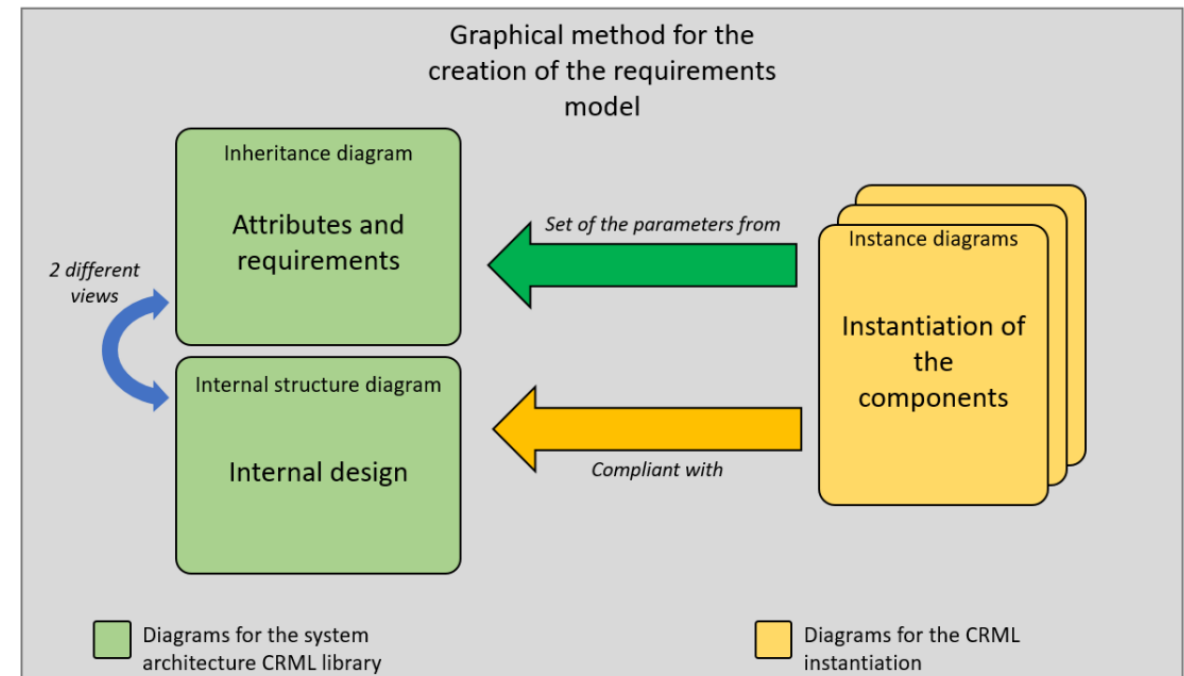 Graphical method for the
creation of the requirements
model
Inheritance diagram
Attributes and
requirements
Set of the parameters from
Instance diagrams
Instantiation of
the
components
2 different
views
Internal structure diagram
Internal design
Compliant with
Diagrams for the system
architecture CRML library
Diagrams for the CRML
instantiation